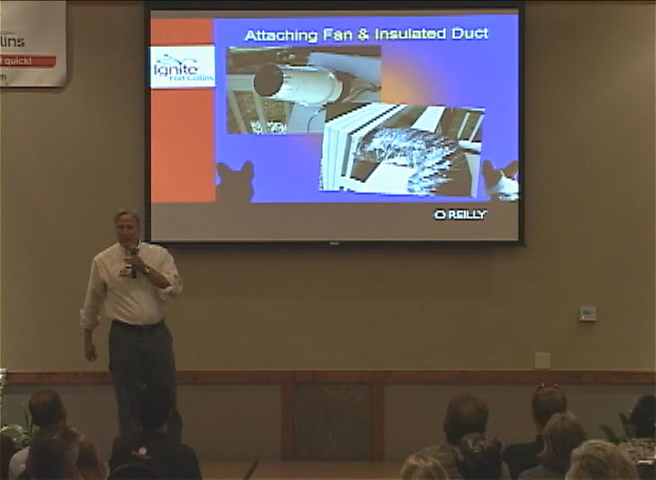 llins
t quick!
m
Attaching Fan & Insulated Duct
Ignite
Fort Collins
O'REILLY